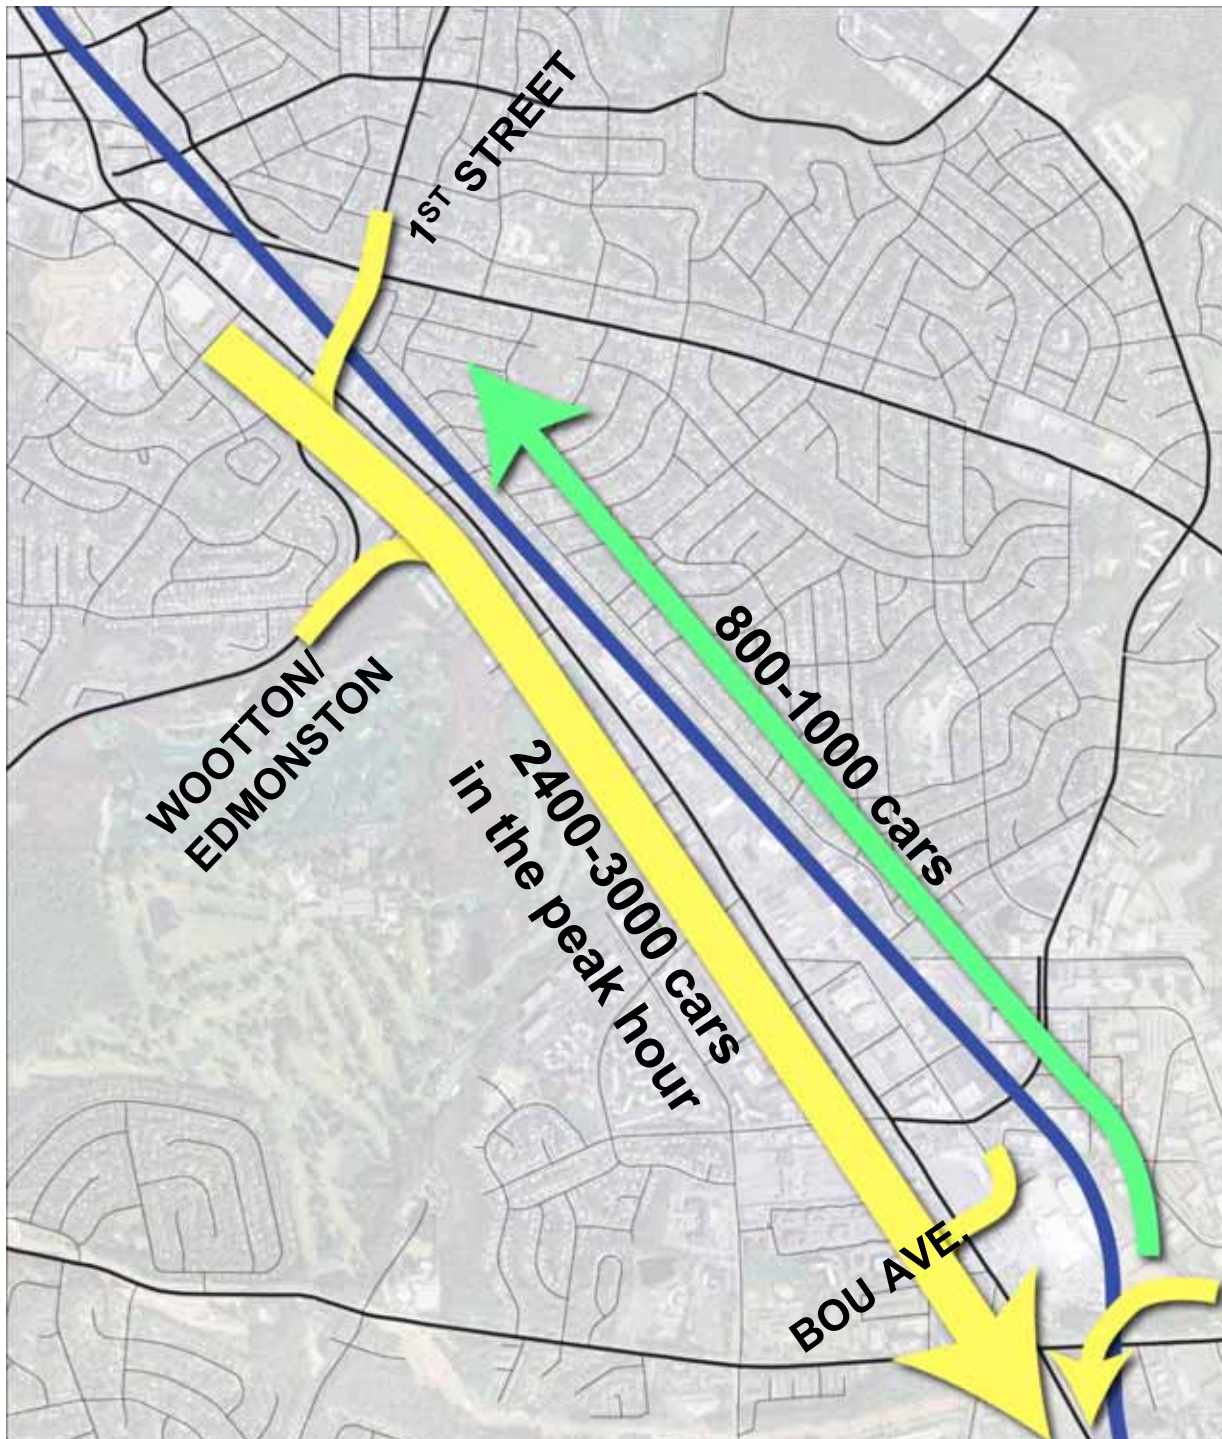 1ST STREET
WOOTTON/
EDMONSTON
800-1000 cars
2400-3000 cars
in the peak hour
BOU AVE.